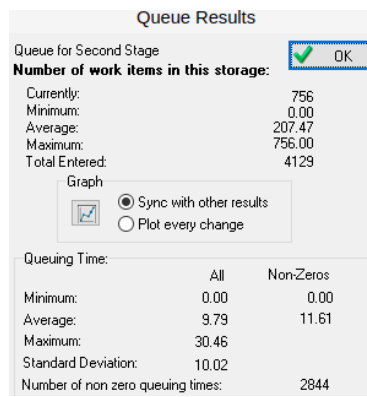 Queue Results
Queue for Second Stage
OK
Number of work items in this storage:
Currently: 756
Minimum: 0.00
Average: 207.47
Maximum: 756.00
Total Entered: 4129
Graph
Sync with other results
Plot every change
Queuing Time:
All Non-Zeros
Minimum: 0.00 0.00
Average: 9.79 11.61
Maximum: 30.46
Standard Deviation: 10.02
Number of non zero queuing times: 2844